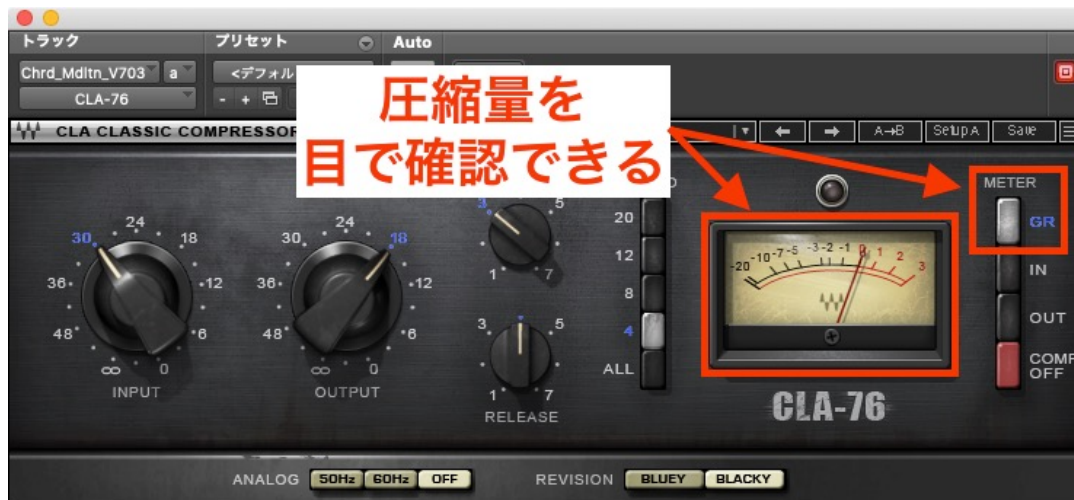 トラック プリセット Auto
Chrd_Mdltn_V703 a <デフォル
CLA-76 - +
CLA CLASSIC COMPRESSOR A→B Setup A Save
圧縮量を
目で確認できる
METER
GR
IN
OUT
COMP OFF
30 24 18
36 12
48 6
∞ 0
INPUT
30 24 18
36 12
48 6
∞ 0
OUTPUT
3 5
1 7
3 5
1 7
RELEASE
20
12
8
4
ALL
-20 -10 -7 -5 -3 -2 -1 0 1 2 3
CLA-76
ANALOG 50Hz 60Hz OFF REVISION BLUEY BLACKY